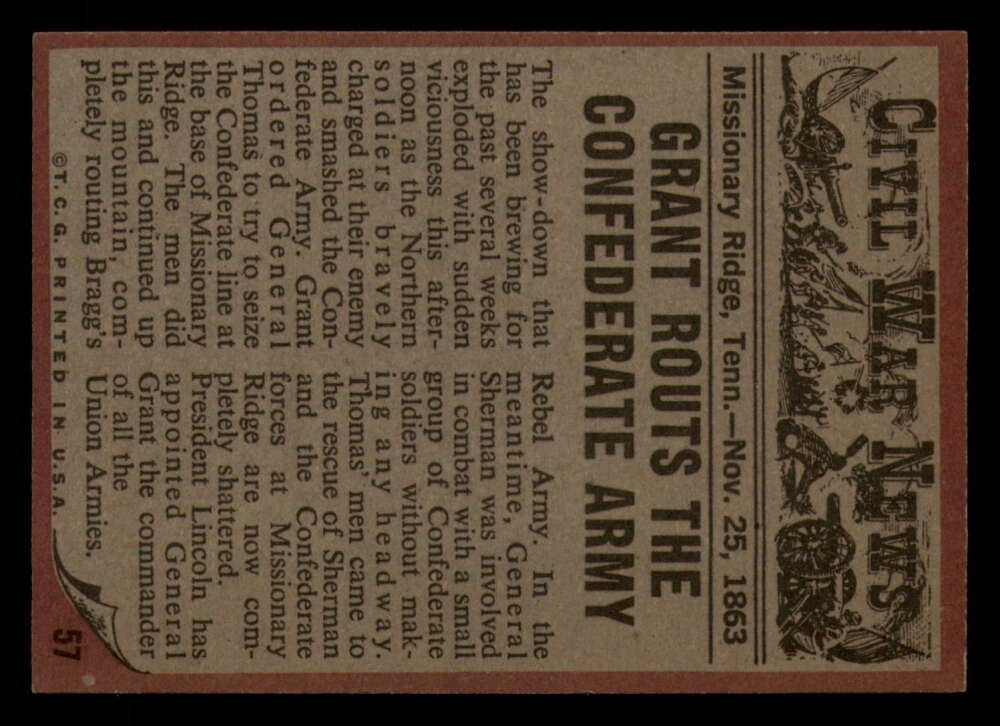 CIVIL WAR NEWS
Missionary Ridge, Tenn.—Nov. 25, 1863
GRANT ROUTS THE
CONFEDERATE ARMY
The show-down that
has been brewing for
the past several weeks
exploded with sudden
viciousness this after-
noon as the Northern
soldiers bravely
charged at their enemy
and smashed the Con-
federate Army. Grant
ordered General
Thomas to try to seize
the Confederate line at
the base of Missionary
Ridge. The men did
this and continued up
the mountain, com-
pletely routing Bragg's
Rebel Army. In the
meantime, General
Sherman was involved
in combat with a small
group of Confederate
soldiers without mak-
ing any headway.
Thomas' men came to
the rescue of Sherman
and the Confederate
forces at Missionary
Ridge are now com-
pletely shattered.
President Lincoln has
appointed General
Grant the commander
of all the
Union Armies.
©T.C.G. PRINTED IN U.S.A.
57